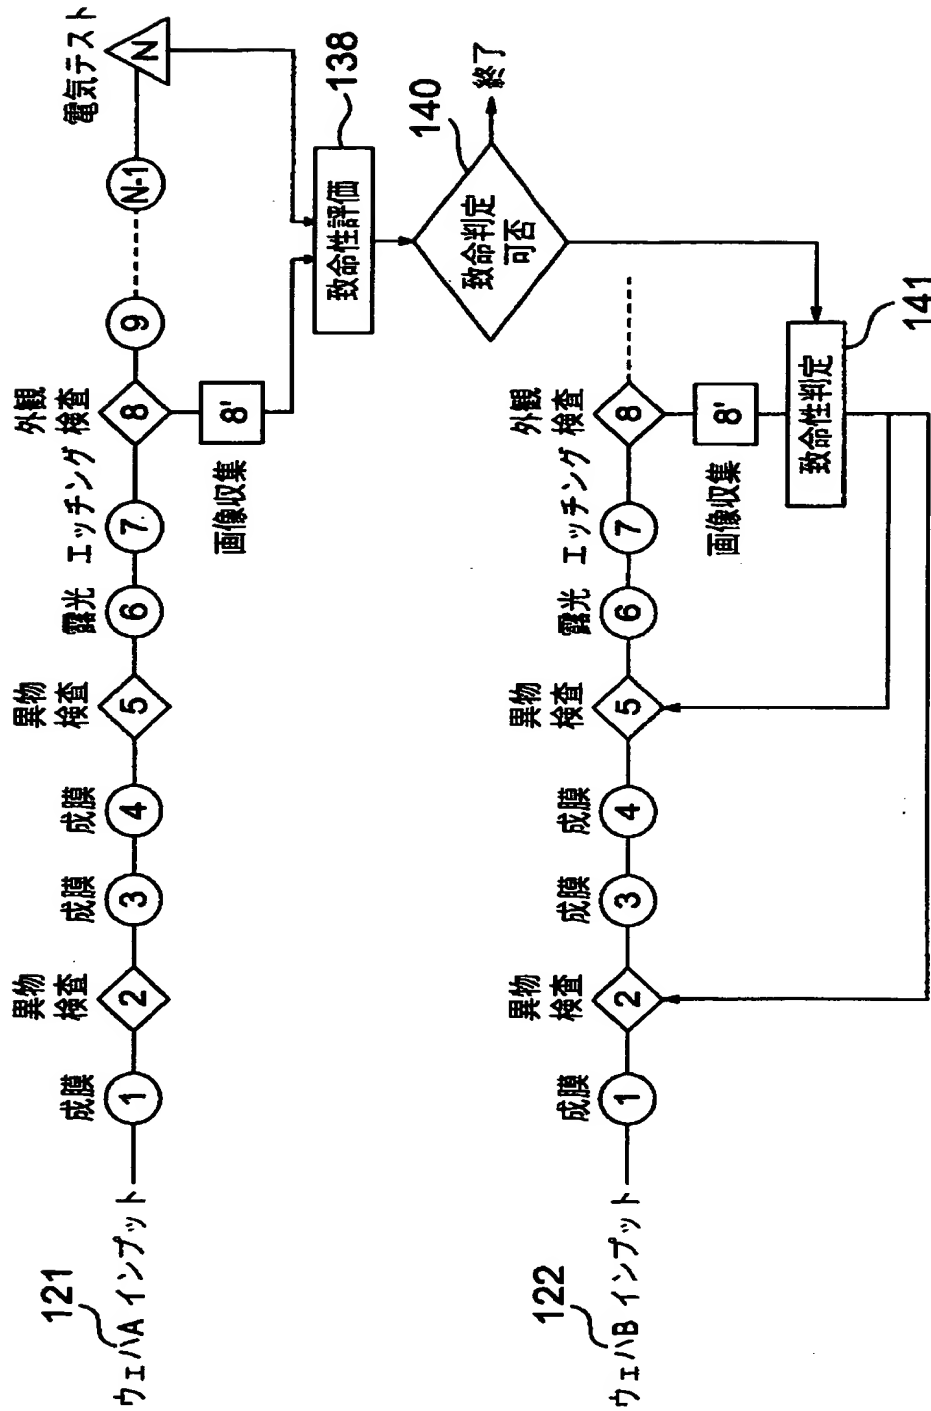 121
ウェハA インプット
成膜
1
異物
検査
2
成膜
3
成膜
4
異物
検査
5
露光
6
エッチング
7
外観
検査
8
9
N-1
電気テスト
N
画像収集
8'
致命性評価
138
致命判定
可否
140
終了
122
ウェハB インプット
成膜
1
異物
検査
2
成膜
3
成膜
4
異物
検査
5
露光
6
エッチング
7
外観
検査
8
画像収集
8'
致命性判定
141